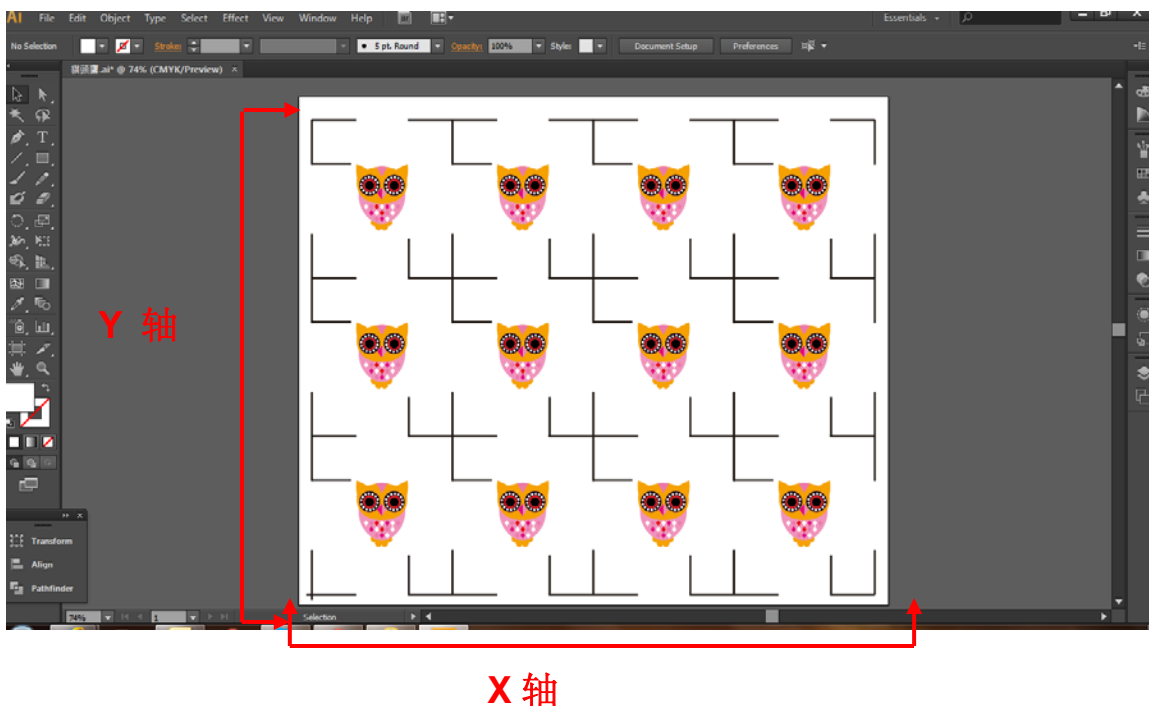 AI File Edit Object Type Select Effect View Window Help Br Essentials
No Selection Stroke: 5 pt. Round Opacity: 100% Style: Document Setup Preferences
.ai* @ 74% (CMYK/Preview) ×
Y 轴
Transform
Align
Pathfinder
74% 1 Selection
X 轴